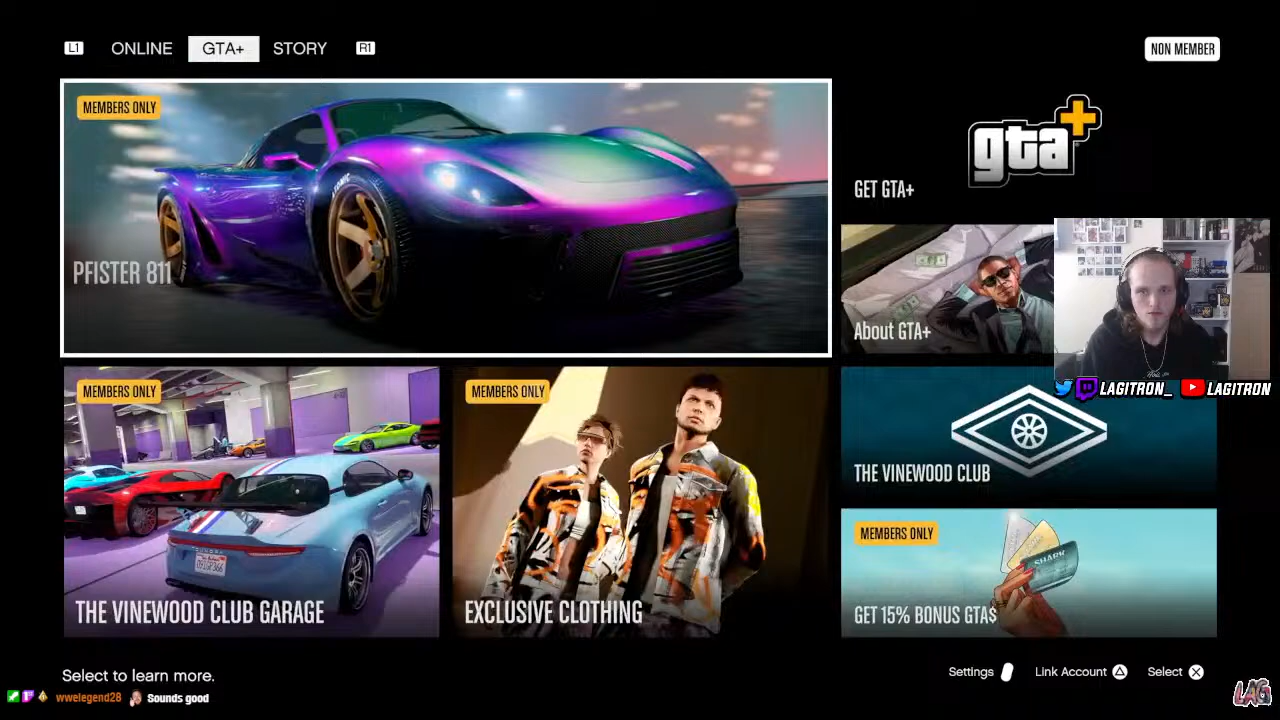 L1 ONLINE GTA+ STORY R1
NON MEMBER
MEMBERS ONLY
PFISTER 811
gta+
GET GTA+
About GTA+
LAGITRON_ LAGITRON
MEMBERS ONLY
THE VINEWOOD CLUB GARAGE
MEMBERS ONLY
EXCLUSIVE CLOTHING
THE VINEWOOD CLUB
MEMBERS ONLY
SHARK
GET 15% BONUS GTA$
Select to learn more.
Settings Link Account Select
wwelegend28 Sounds good
LAG